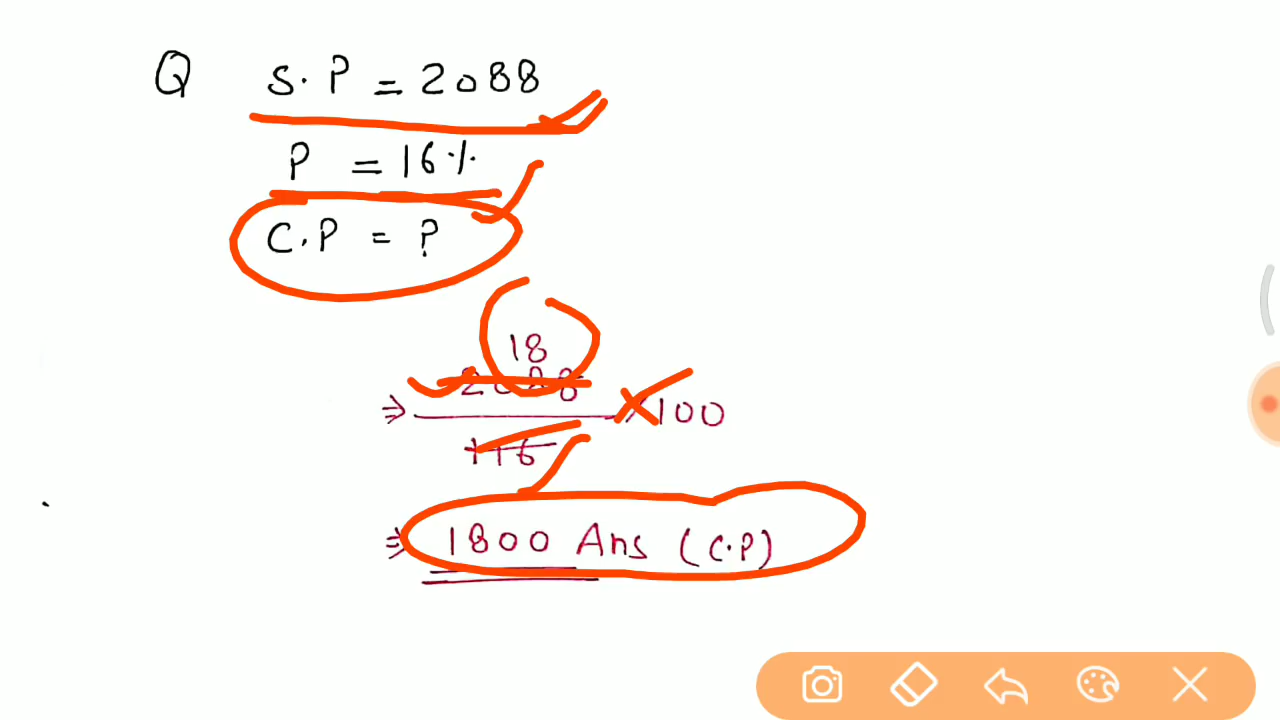 Q S.P = 2088
P = 16%
C.P = ?
18
⇒ 2088 / 116 × 100
⇒ 1800 Ans (C.P)